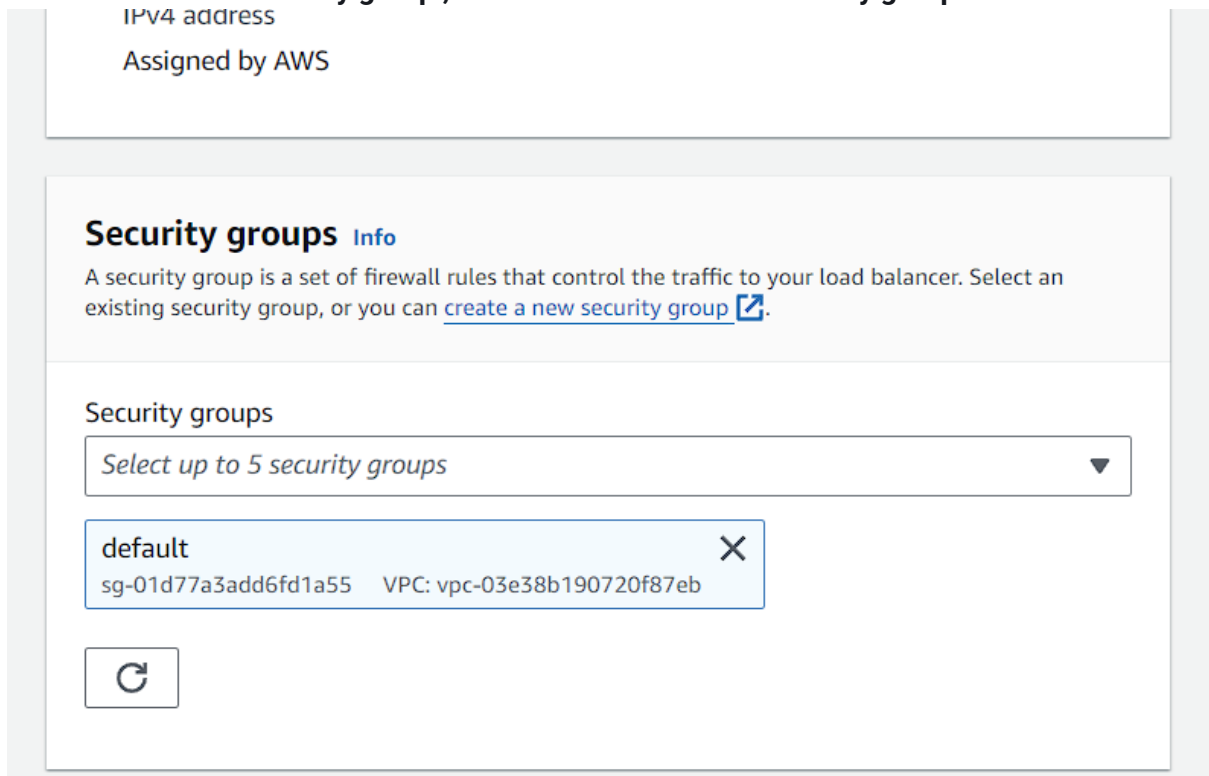 IPv4 address
Assigned by AWS
Security groups Info
A security group is a set of firewall rules that control the traffic to your load balancer. Select an
existing security group, or you can create a new security group.
Security groups
Select up to 5 security groups
default
sg-01d77a3add6fd1a55 VPC: vpc-03e38b190720f87eb